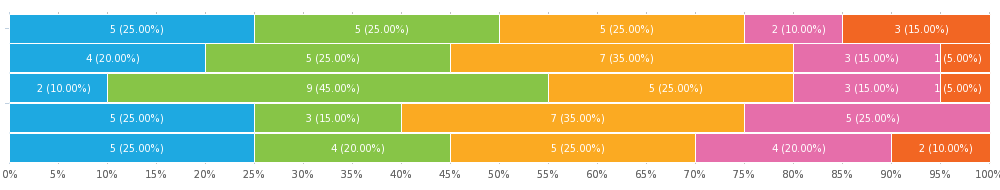 5 (25.00%) 5 (25.00%) 5 (25.00%) 2 (10.00%) 3 (15.00%)
4 (20.00%) 5 (25.00%) 7 (35.00%) 3 (15.00%) 1 (5.00%)
2 (10.00%) 9 (45.00%) 5 (25.00%) 3 (15.00%) 1 (5.00%)
5 (25.00%) 3 (15.00%) 7 (35.00%) 5 (25.00%)
5 (25.00%) 4 (20.00%) 5 (25.00%) 4 (20.00%) 2 (10.00%)
0% 5% 10% 15% 20% 25% 30% 35% 40% 45% 50% 55% 60% 65% 70% 75% 80% 85% 90% 95% 100%